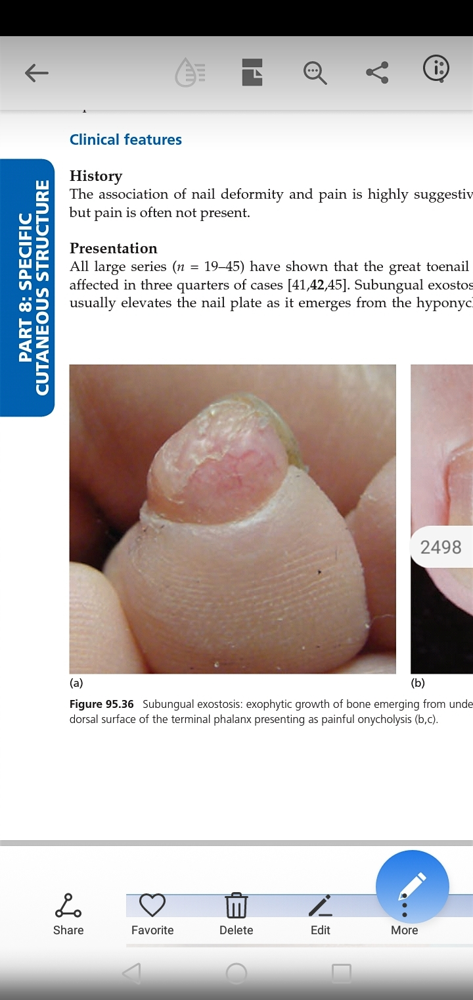 Clinical features
PART 8: SPECIFIC
CUTANEOUS STRUCTURE
History
The association of nail deformity and pain is highly suggestiv
but pain is often not present.
Presentation
All large series (n = 19–45) have shown that the great toenail
affected in three quarters of cases [41,42,45]. Subungual exostos
usually elevates the nail plate as it emerges from the hyponycl
2498
(a)
(b)
Figure 95.36 Subungual exostosis: exophytic growth of bone emerging from unde
dorsal surface of the terminal phalanx presenting as painful onycholysis (b,c).
Share
Favorite
Delete
Edit
More